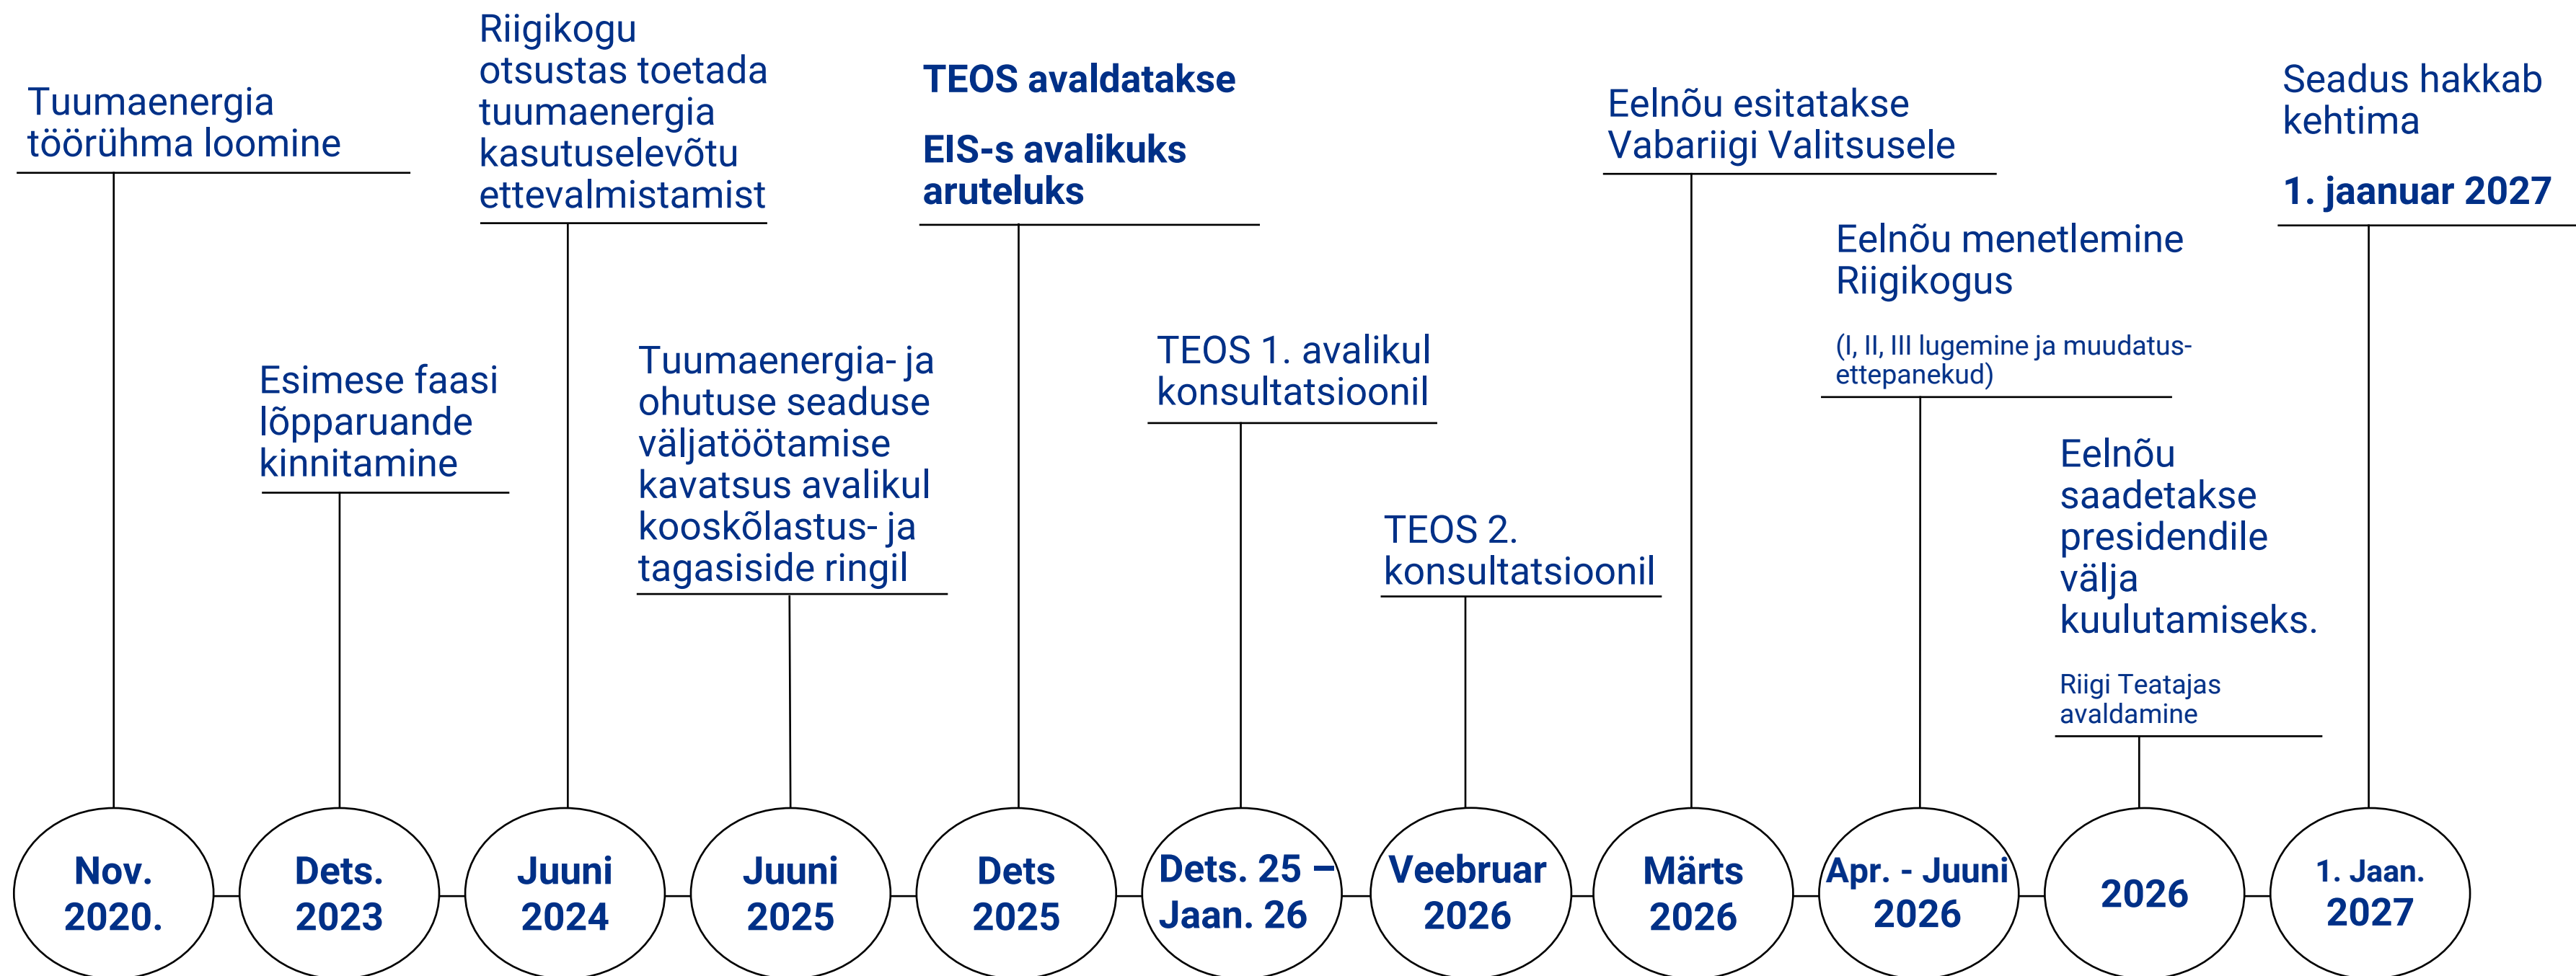 Tuumaenergia
töörühma loomine
Esimese faasi
lõpparuande
kinnitamine
Riigikogu
otsustas toetada
tuumaenergia
kasutuselevõtu
ettevalmistamist
Tuumaenergia- ja
ohutuse seaduse
väljatöötamise
kavatsus avalikul
kooskõlastus- ja
tagasiside ringil
TEOS avaldatakse
EIS-s avalikuks
aruteluks
TEOS 1. avalikul
konsultatsioonil
TEOS 2.
konsultatsioonil
Eelnõu esitatakse
Vabariigi Valitsusele
Eelnõu menetlemine
Riigikogus
(I, II, III lugemine ja muudatus-
ettepanekud)
Eelnõu
saadetakse
presidendile
välja
kuulutamiseks.
Riigi Teatajas
avaldamine
Seadus hakkab
kehtima
1. jaanuar 2027
Nov.
2020.
Dets.
2023
Juuni
2024
Juuni
2025
Dets
2025
Dets. 25 –
Jaan. 26
Veebruar
2026
Märts
2026
Apr. - Juuni
2026
2026
1. Jaan.
2027